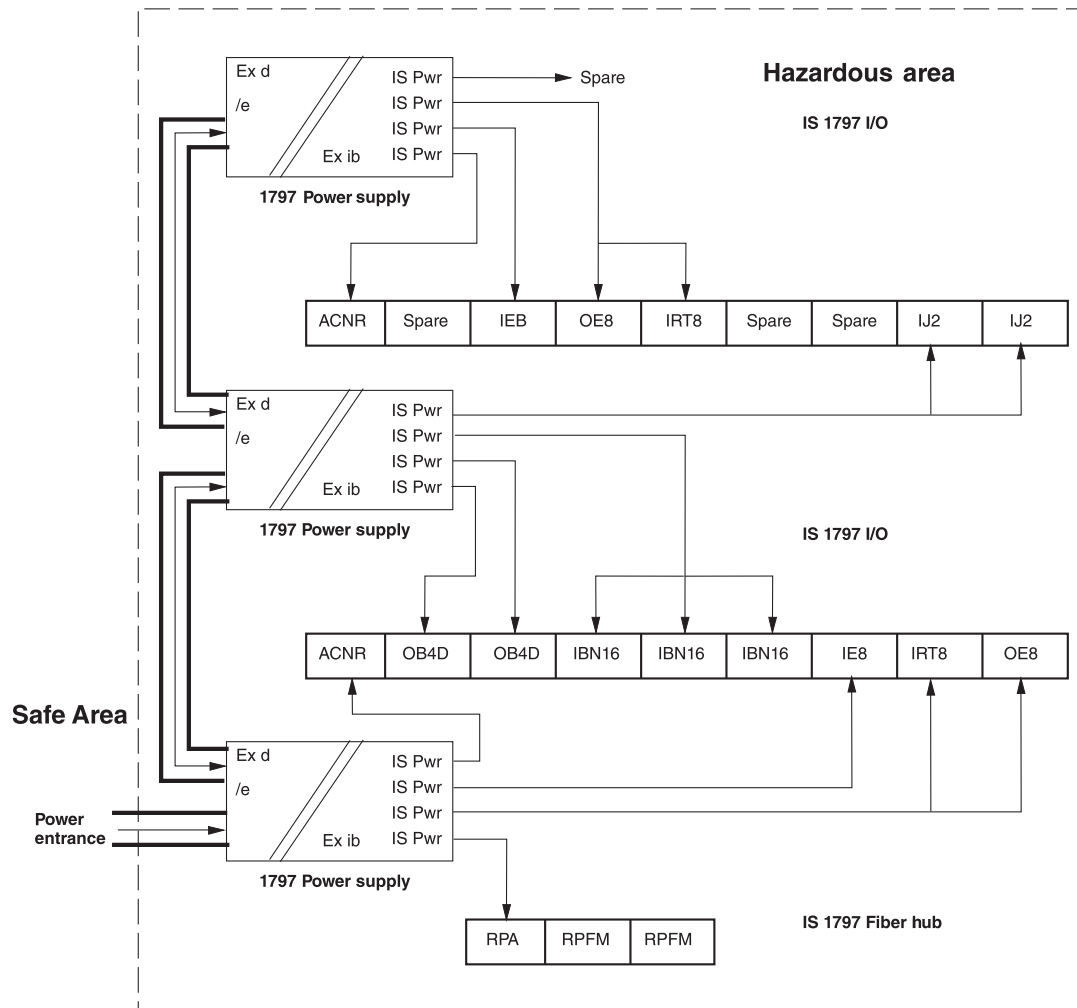 Hazardous area
IS 1797 I/O
Ex d
/e
Ex ib
IS Pwr
IS Pwr
IS Pwr
IS Pwr
Spare
1797 Power supply
ACNR Spare IEB OE8 IRT8 Spare Spare IJ2 IJ2
Ex d
/e
Ex ib
IS Pwr
IS Pwr
IS Pwr
IS Pwr
1797 Power supply
IS 1797 I/O
ACNR OB4D OB4D IBN16 IBN16 IBN16 IE8 IRT8 OE8
Safe Area
Ex d
/e
Ex ib
IS Pwr
IS Pwr
IS Pwr
IS Pwr
Power
entrance
1797 Power supply
RPA RPFM RPFM
IS 1797 Fiber hub